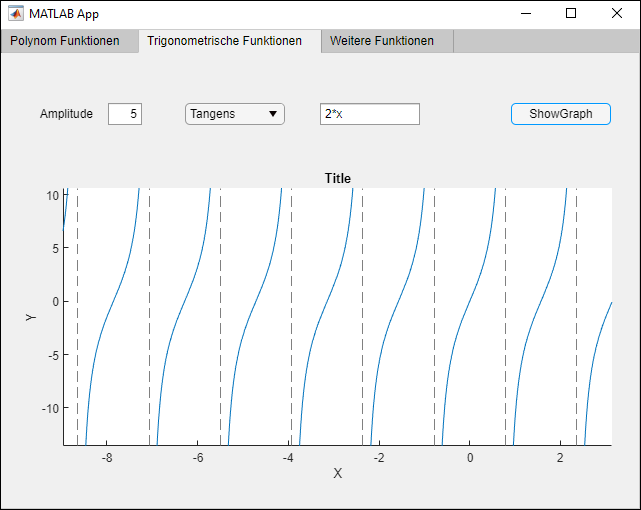 MATLAB App
Polynom Funktionen Trigonometrische Funktionen Weitere Funktionen
Amplitude 5 Tangens 2*x ShowGraph
Title
10
5
0
-5
-10
Y
-8 -6 -4 -2 0 2
X